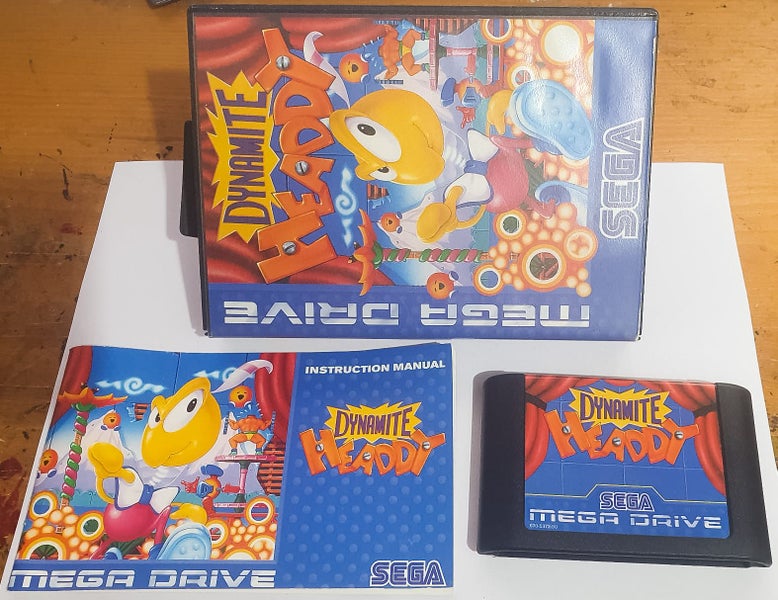 DYNAMITE
HEADDY
SEGA
MEGA DRIVE
INSTRUCTION MANUAL
DYNAMITE
HEADDY
MEGA DRIVE
SEGA
DYNAMITE
HEADDY
SEGA
MEGA DRIVE